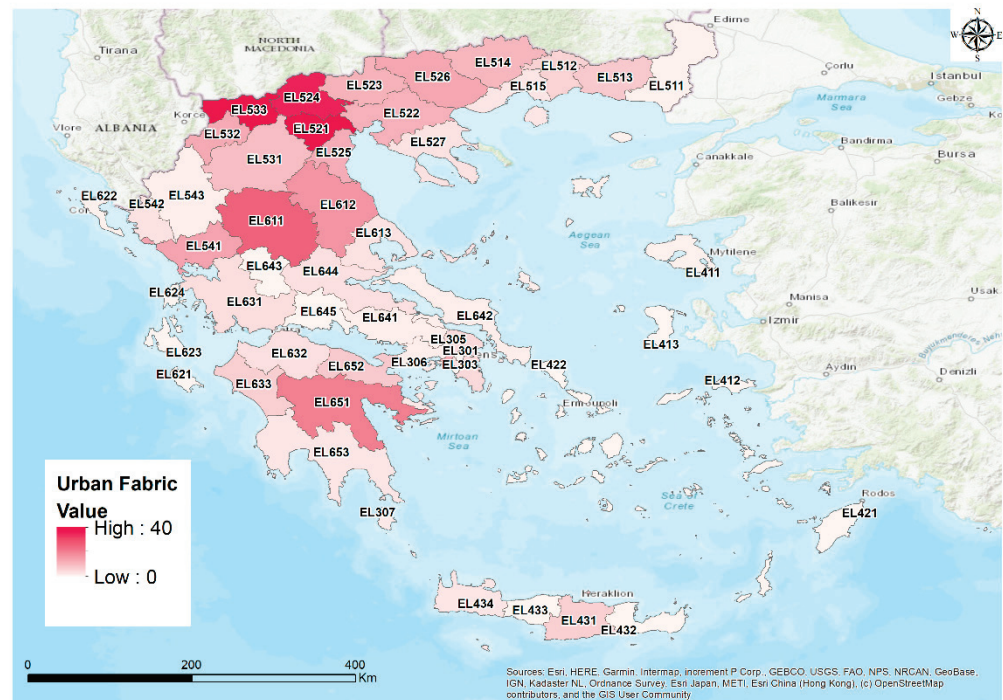 NORTH
MACEDONIA
Tirana
Edirne
N
W
E
S
Çorlu
Istanbul
Gebze
Marmara
Sea
Korce
ALBANIA
Vlore
Bandirma
Bursa
Canakkale
Balikesir
EL514
EL512
EL526
EL523
EL513
EL511
EL515
EL524
EL533
EL522
EL521
EL532
EL527
EL525
EL531
EL543
EL622
Cor
EL542
EL612
EL611
EL613
EL541
EL643
EL644
Aegean
Sea
Mytilene
EL411
Manisa
Usak
Izmir
EL624
EL631
EL645
EL641
EL642
EL413
EL305
EL301
EL303
EL306
EL623
EL632
EL652
EL621
EL633
EL422
EL412
Aydin
Denizli
EL651
Ermoupoli
Mirtoan
Sea
EL653
EL307
Sea of
Crete
Rodos
EL421
Heraklion
EL434
EL433
EL431
EL432
Urban Fabric
Value
High : 40
Low : 0
0
200
400
Km
Sources: Esri, HERE, Garmin, Intermap, increment P Corp., GEBCO, USGS, FAO, NPS, NRCAN, GeoBase,
IGN, Kadaster NL, Ordnance Survey, Esri Japan, METI, Esri China (Hong Kong), (c) OpenStreetMap
contributors, and the GIS User Community